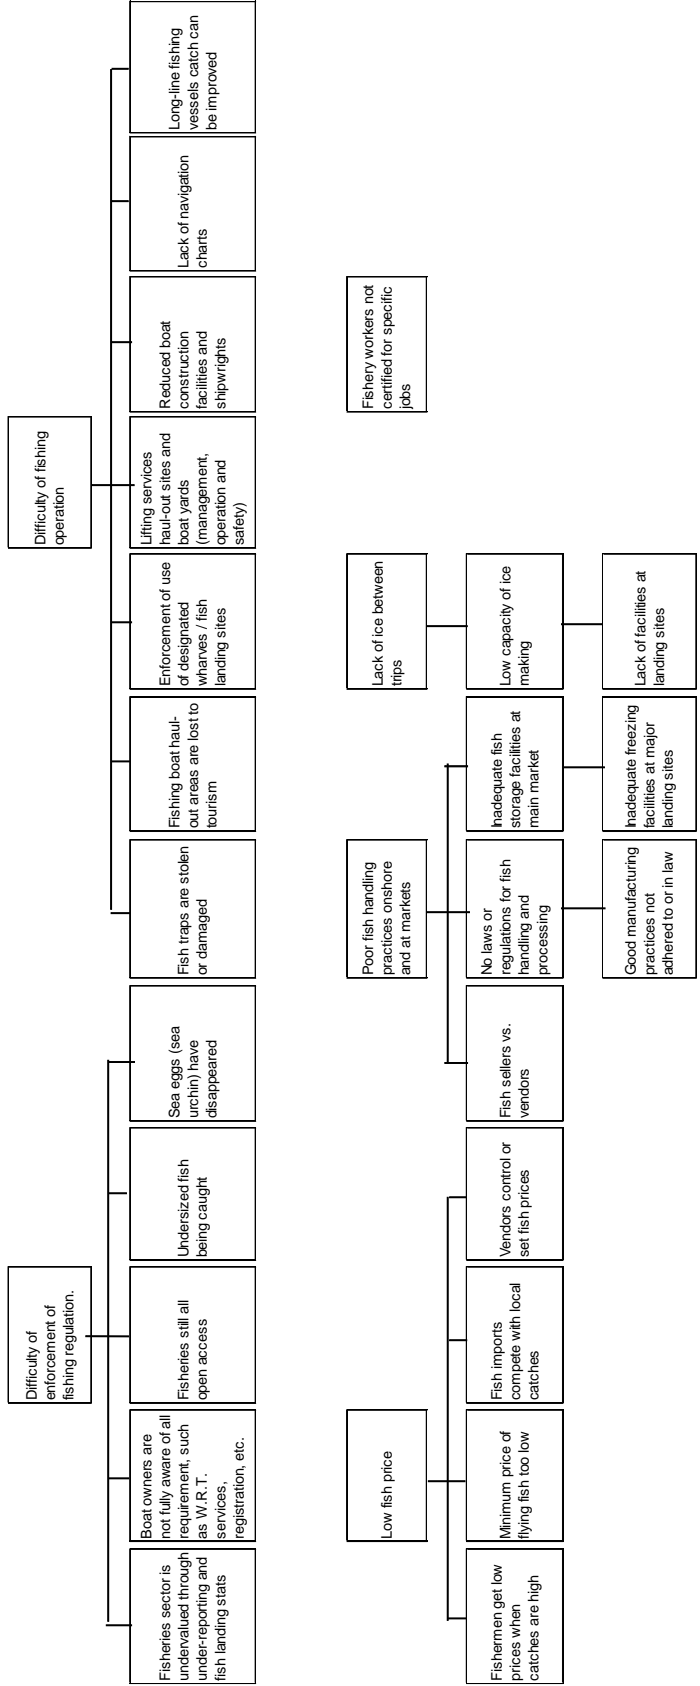 Difficulty of
enforcement of
fishing regulation.
Difficulty of fishing
operation
Fisheries sector is
undervalued through
under-reporting and
fish landing stats
Boat owners are
not fully aware of all
requirement, such
as W.R.T.
services,
registration, etc.
Fisheries still all
open access
Undersized fish
being caught
Sea eggs (sea
urchin) have
disappeared
Fish traps are stolen
or damaged
Fishing boat haul-
out areas are lost to
tourism
Enforcement of use
of designated
wharves / fish
landing sites
Lifting services
haul-out sites and
boat yards
(management,
operation and
safety)
Reduced boat
construction
facilities and
shipwrights
Lack of navigation
charts
Long-line fishing
vessels catch can
be improved
Low fish price
Poor fish handling
practices onshore
and at markets
Lack of ice between
trips
Fishery workers not
certified for specific
jobs
Fishermen get low
prices when
catches are high
Minimum price of
flying fish too low
Fish imports
compete with local
catches
Vendors control or
set fish prices
Fish sellers vs.
vendors
No laws or
regulations for fish
handling and
processing
Inadequate fish
storage facilities at
main market
Low capacity of ice
making
Good manufacturing
practices not
adhered to or in law
Inadequate freezing
facilities at major
landing sites
Lack of facilities at
landing sites